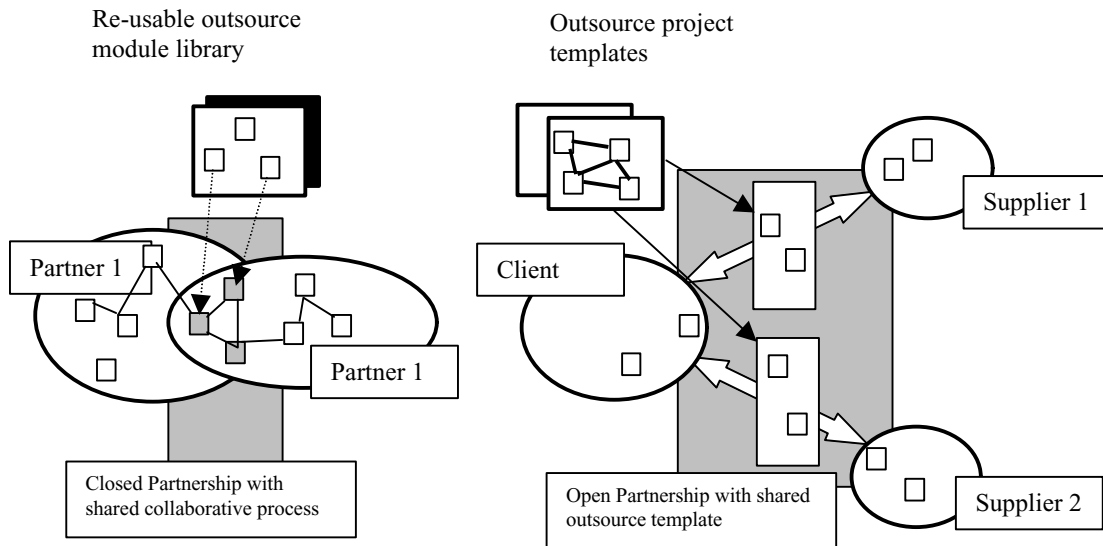 Re-usable outsource
module library
Outsource project
templates
Partner 1
Partner 1
Closed Partnership with
shared collaborative process
Client
Supplier 1
Supplier 2
Open Partnership with shared
outsource template